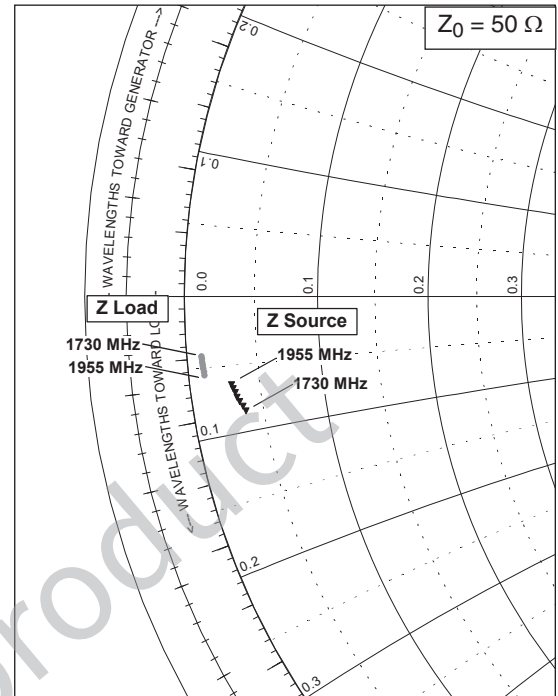 Z0 = 50 Ω
0.2
WAVELENGTHS TOWARD GENERATOR --->
0.1
0.0
0.1
0.2
0.3
Z Load
Z Source
1730 MHz
1955 MHz
1955 MHz
1730 MHz
<--- WAVELENGTHS TOWARD LO
0.1
0.2
0.3
product